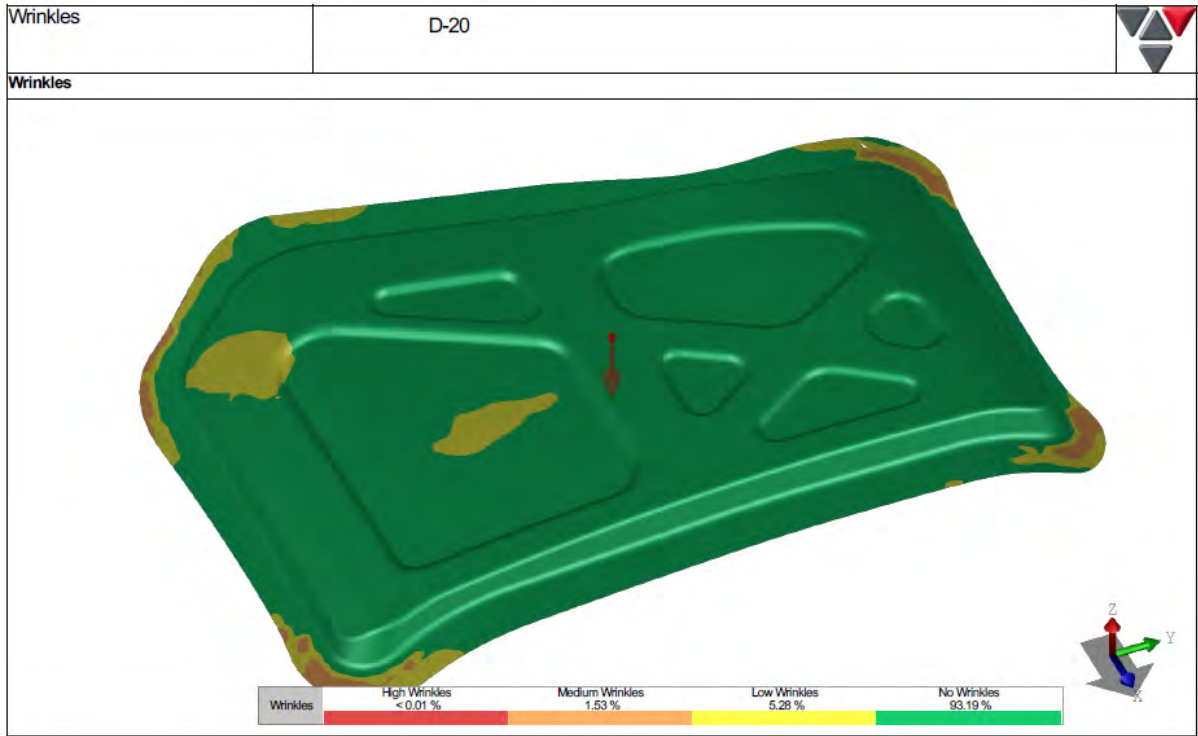 Wrinkles
D-20
Wrinkles
Z
Y
X
Wrinkles
High Wrinkles
Medium Wrinkles
Low Wrinkles
No Wrinkles
< 0.01 %
1.53 %
5.28 %
93.19 %